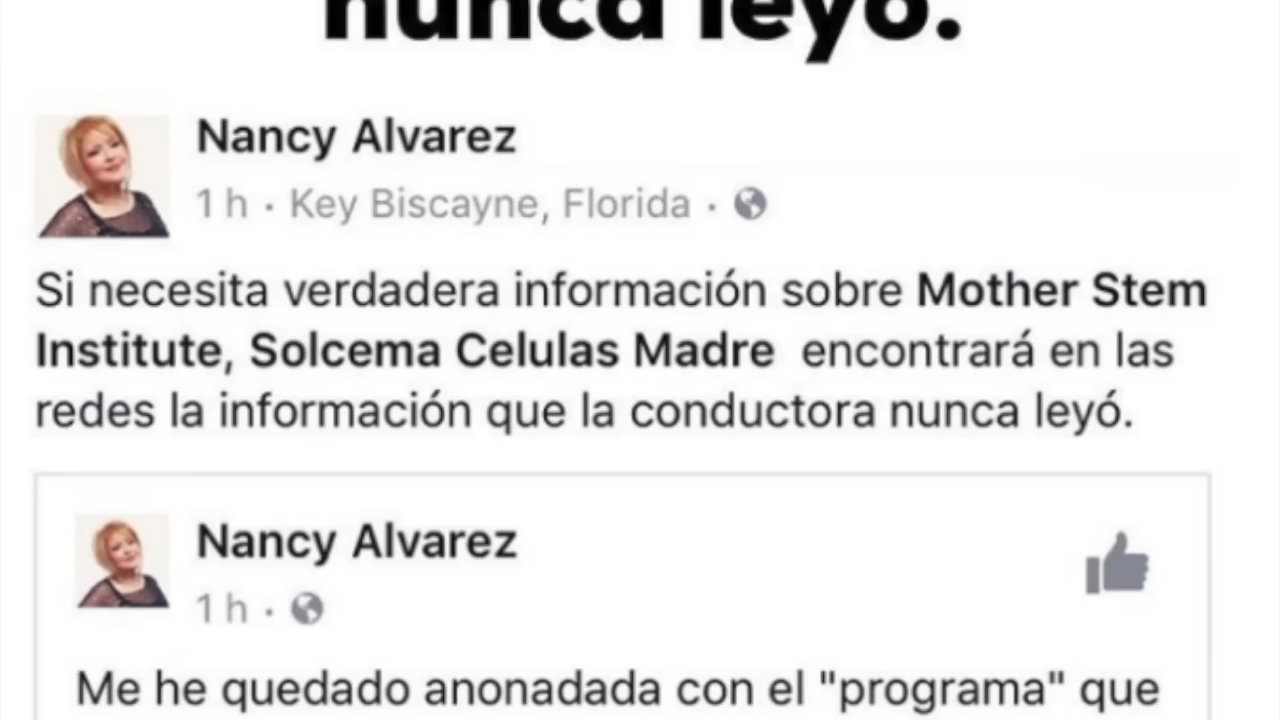 nunca leyó.
Nancy Alvarez
1 h · Key Biscayne, Florida ·
Si necesita verdadera información sobre Mother Stem
Institute, Solcema Celulas Madre encontrará en las
redes la información que la conductora nunca leyó.
Nancy Alvarez
1 h ·
Me he quedado anonadada con el "programa" que